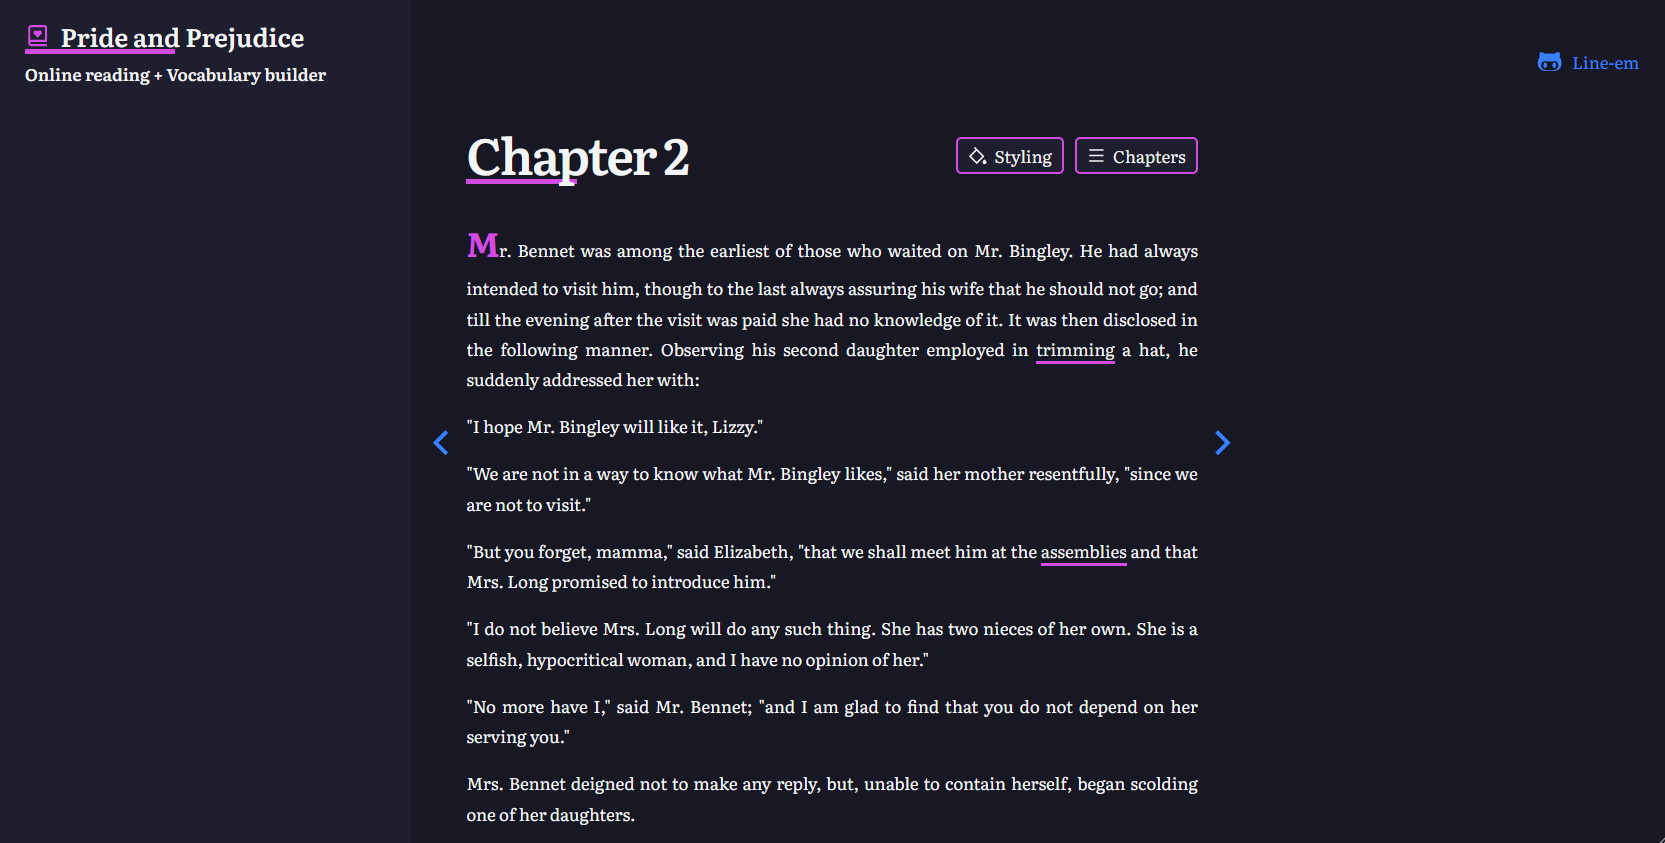 Pride and Prejudice
Online reading + Vocabulary builder
Line-em
Chapter 2
Styling
Chapters
Mr. Bennet was among the earliest of those who waited on Mr. Bingley. He had always
intended to visit him, though to the last always assuring his wife that he should not go; and
till the evening after the visit was paid she had no knowledge of it. It was then disclosed in
the following manner. Observing his second daughter employed in trimming a hat, he
suddenly addressed her with:
"I hope Mr. Bingley will like it, Lizzy."
"We are not in a way to know what Mr. Bingley likes," said her mother resentfully, "since we
are not to visit."
"But you forget, mamma," said Elizabeth, "that we shall meet him at the assemblies and that
Mrs. Long promised to introduce him."
"I do not believe Mrs. Long will do any such thing. She has two nieces of her own. She is a
selfish, hypocritical woman, and I have no opinion of her."
"No more have I," said Mr. Bennet; "and I am glad to find that you do not depend on her
serving you."
Mrs. Bennet deigned not to make any reply, but, unable to contain herself, began scolding
one of her daughters.